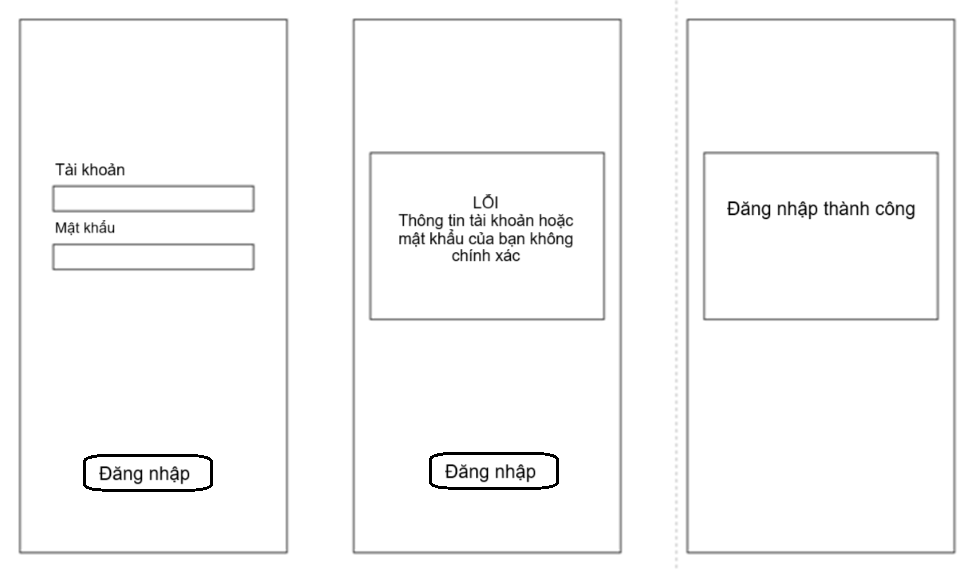 Tài khoản
Mật khẩu
Đăng nhập
LỖI
Thông tin tài khoản hoặc
mật khẩu của bạn không
chính xác
Đăng nhập
Đăng nhập thành công